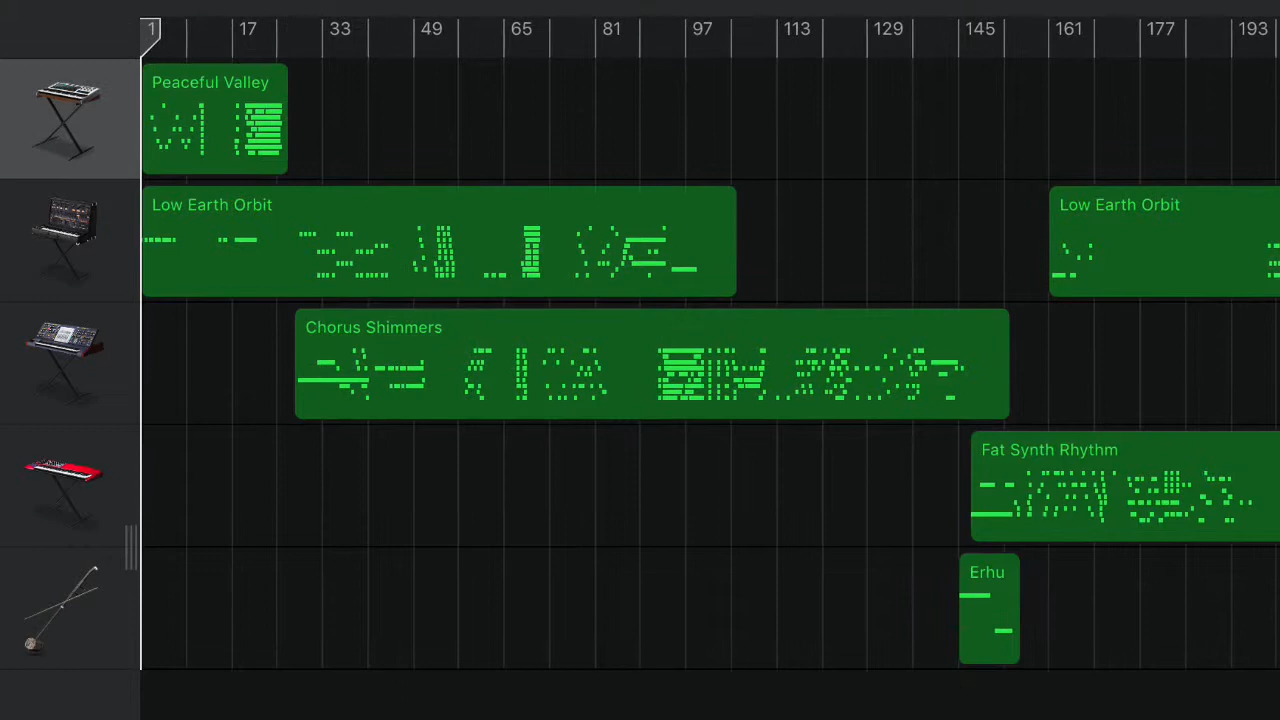 1 17 33 49 65 81 97 113 129 145 161 177 193
Peaceful Valley
Low Earth Orbit
Low Earth Orbit
Chorus Shimmers
Fat Synth Rhythm
Erhu